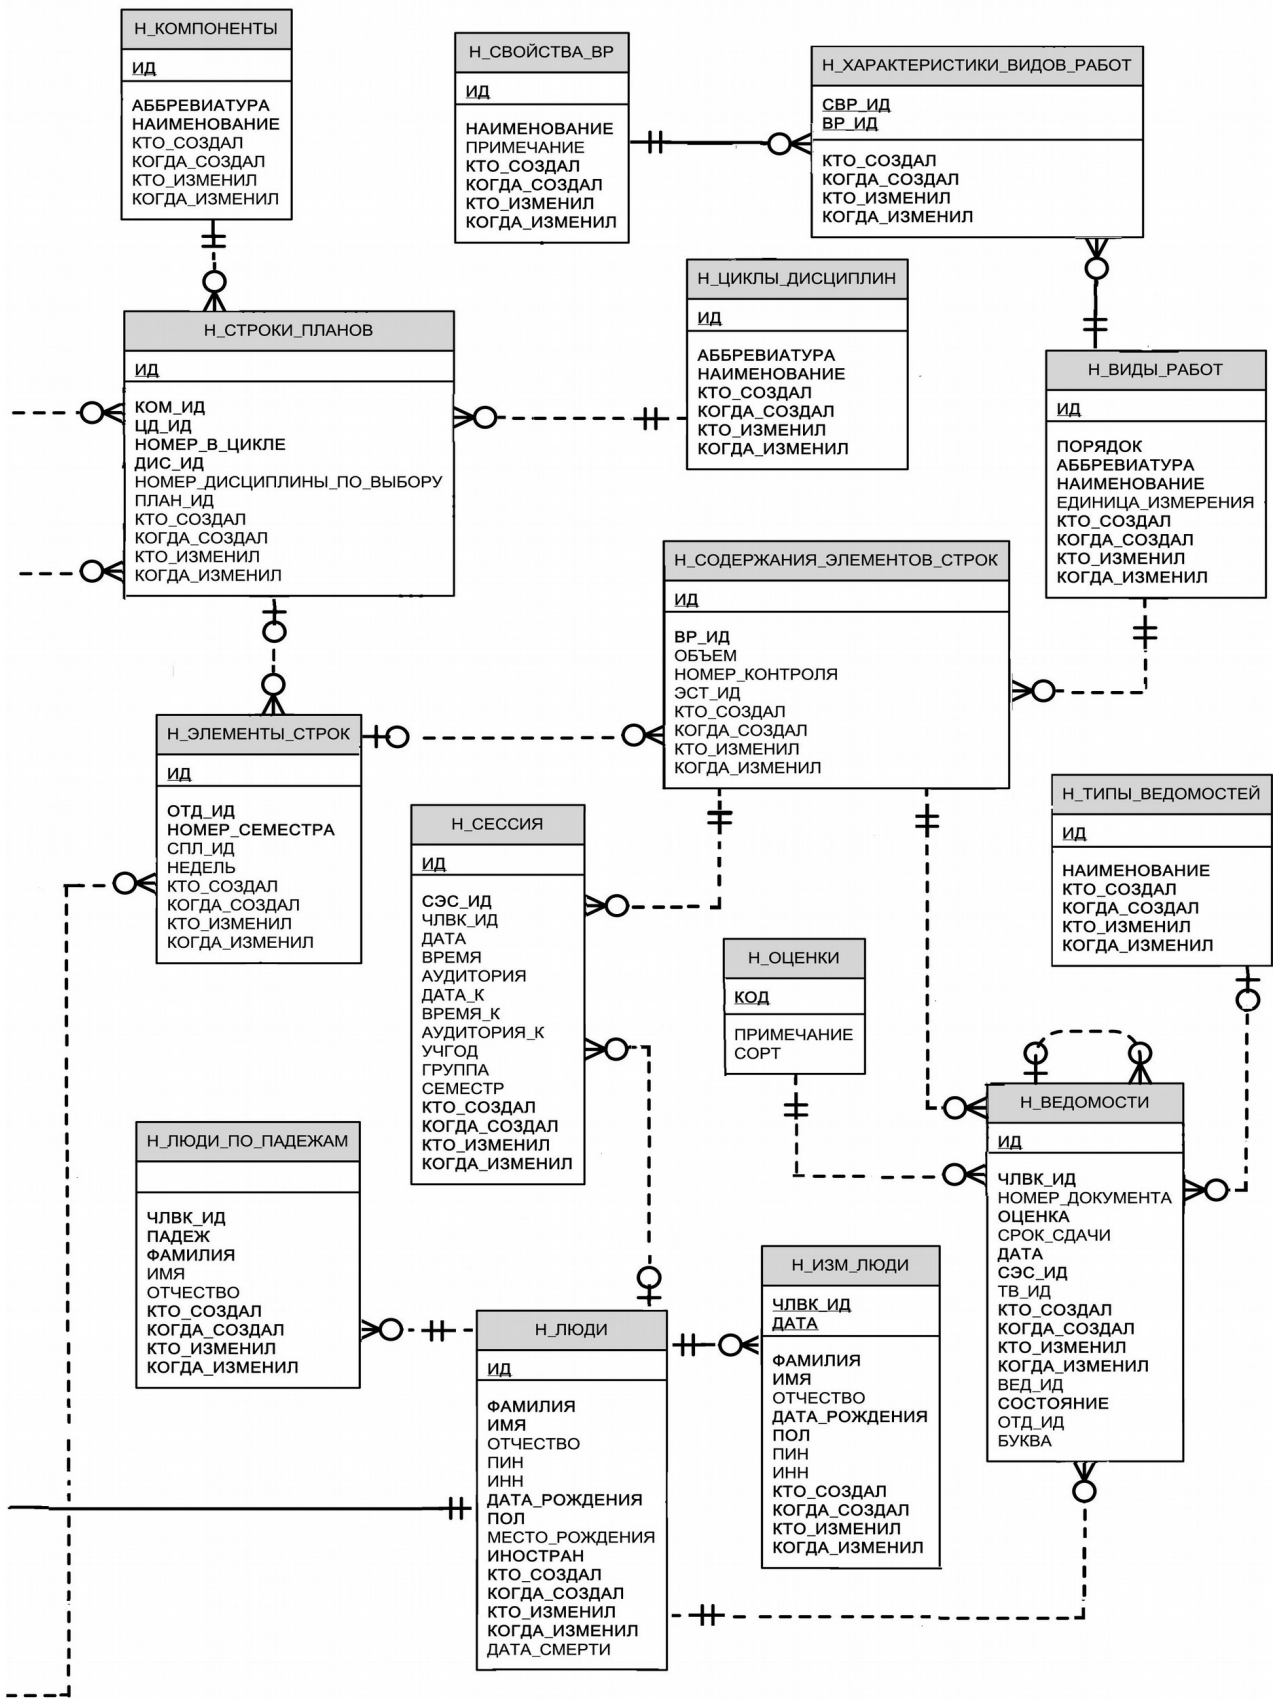 Н_КОМПОНЕНТЫ
ИД
АББРЕВИАТУРА
НАИМЕНОВАНИЕ
КТО_СОЗДАЛ
КОГДА_СОЗДАЛ
КТО_ИЗМЕНИЛ
КОГДА_ИЗМЕНИЛ
Н_СВОЙСТВА_ВР
ИД
НАИМЕНОВАНИЕ
ПРИМЕЧАНИЕ
КТО_СОЗДАЛ
КОГДА_СОЗДАЛ
КТО_ИЗМЕНИЛ
КОГДА_ИЗМЕНИЛ
Н_ХАРАКТЕРИСТИКИ_ВИДОВ_РАБОТ
СВР_ИД
ВР_ИД
КТО_СОЗДАЛ
КОГДА_СОЗДАЛ
КТО_ИЗМЕНИЛ
КОГДА_ИЗМЕНИЛ
Н_СТРОКИ_ПЛАНОВ
ИД
КОМ_ИД
ЦД_ИД
НОМЕР_В_ЦИКЛЕ
ДИС_ИД
НОМЕР_ДИСЦИПЛИНЫ_ПО_ВЫБОРУ
ПЛАН_ИД
КТО_СОЗДАЛ
КОГДА_СОЗДАЛ
КТО_ИЗМЕНИЛ
КОГДА_ИЗМЕНИЛ
Н_ЦИКЛЫ_ДИСЦИПЛИН
ИД
АББРЕВИАТУРА
НАИМЕНОВАНИЕ
КТО_СОЗДАЛ
КОГДА_СОЗДАЛ
КТО_ИЗМЕНИЛ
КОГДА_ИЗМЕНИЛ
Н_ВИДЫ_РАБОТ
ИД
ПОРЯДОК
АББРЕВИАТУРА
НАИМЕНОВАНИЕ
ЕДИНИЦА_ИЗМЕРЕНИЯ
КТО_СОЗДАЛ
КОГДА_СОЗДАЛ
КТО_ИЗМЕНИЛ
КОГДА_ИЗМЕНИЛ
Н_СОДЕРЖАНИЯ_ЭЛЕМЕНТОВ_СТРОК
ИД
ВР_ИД
ОБЪЕМ
НОМЕР_КОНТРОЛЯ
ЭСТ_ИД
КТО_СОЗДАЛ
КОГДА_СОЗДАЛ
КТО_ИЗМЕНИЛ
КОГДА_ИЗМЕНИЛ
Н_ЭЛЕМЕНТЫ_СТРОК
ИД
ОТД_ИД
НОМЕР_СЕМЕСТРА
СПЛ_ИД
НЕДЕЛЬ
КТО_СОЗДАЛ
КОГДА_СОЗДАЛ
КТО_ИЗМЕНИЛ
КОГДА_ИЗМЕНИЛ
Н_СЕССИЯ
ИД
СЭС_ИД
ЧЛВК_ИД
ДАТА
ВРЕМЯ
АУДИТОРИЯ
ДАТА_К
ВРЕМЯ_К
АУДИТОРИЯ_К
УЧГОД
ГРУППА
СЕМЕСТР
КТО_СОЗДАЛ
КОГДА_СОЗДАЛ
КТО_ИЗМЕНИЛ
КОГДА_ИЗМЕНИЛ
Н_ТИПЫ_ВЕДОМОСТЕЙ
ИД
НАИМЕНОВАНИЕ
КТО_СОЗДАЛ
КОГДА_СОЗДАЛ
КТО_ИЗМЕНИЛ
КОГДА_ИЗМЕНИЛ
Н_ОЦЕНКИ
КОД
ПРИМЕЧАНИЕ
СОРТ
Н_ВЕДОМОСТИ
ИД
ЧЛВК_ИД
НОМЕР_ДОКУМЕНТА
ОЦЕНКА
СРОК_СДАЧИ
ДАТА
СЭС_ИД
ТВ_ИД
КТО_СОЗДАЛ
КОГДА_СОЗДАЛ
КТО_ИЗМЕНИЛ
КОГДА_ИЗМЕНИЛ
ВЕД_ИД
СОСТОЯНИЕ
ОТД_ИД
БУКВА
Н_ЛЮДИ_ПО_ПАДЕЖАМ
ЧЛВК_ИД
ПАДЕЖ
ФАМИЛИЯ
ИМЯ
ОТЧЕСТВО
КТО_СОЗДАЛ
КОГДА_СОЗДАЛ
КТО_ИЗМЕНИЛ
КОГДА_ИЗМЕНИЛ
Н_ИЗМ_ЛЮДИ
ЧЛВК_ИД
ДАТА
ФАМИЛИЯ
ИМЯ
ОТЧЕСТВО
ДАТА_РОЖДЕНИЯ
ПОЛ
ПИН
ИНН
КТО_СОЗДАЛ
КОГДА_СОЗДАЛ
КТО_ИЗМЕНИЛ
КОГДА_ИЗМЕНИЛ
Н_ЛЮДИ
ИД
ФАМИЛИЯ
ИМЯ
ОТЧЕСТВО
ПИН
ИНН
ДАТА_РОЖДЕНИЯ
ПОЛ
МЕСТО_РОЖДЕНИЯ
ИНОСТРАН
КТО_СОЗДАЛ
КОГДА_СОЗДАЛ
КТО_ИЗМЕНИЛ
КОГДА_ИЗМЕНИЛ
ДАТА_СМЕРТИ